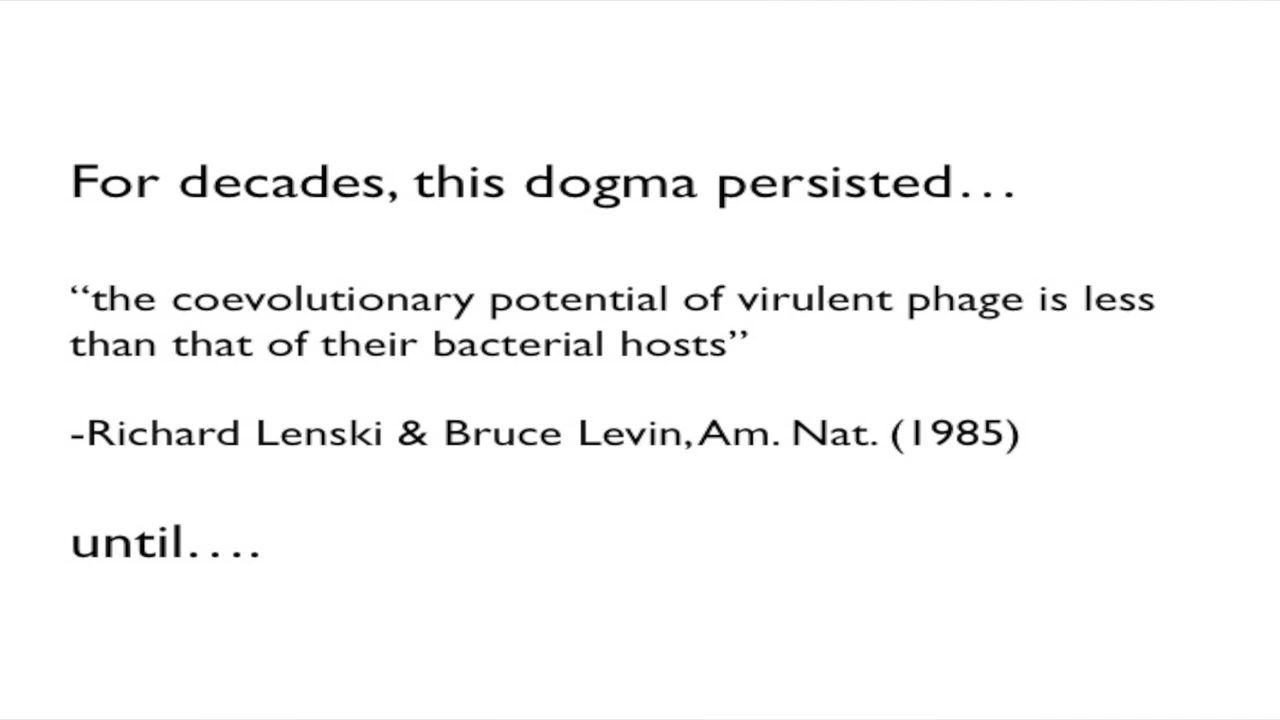 For decades, this dogma persisted…
“the coevolutionary potential of virulent phage is less
than that of their bacterial hosts”
-Richard Lenski & Bruce Levin, Am. Nat. (1985)
until….